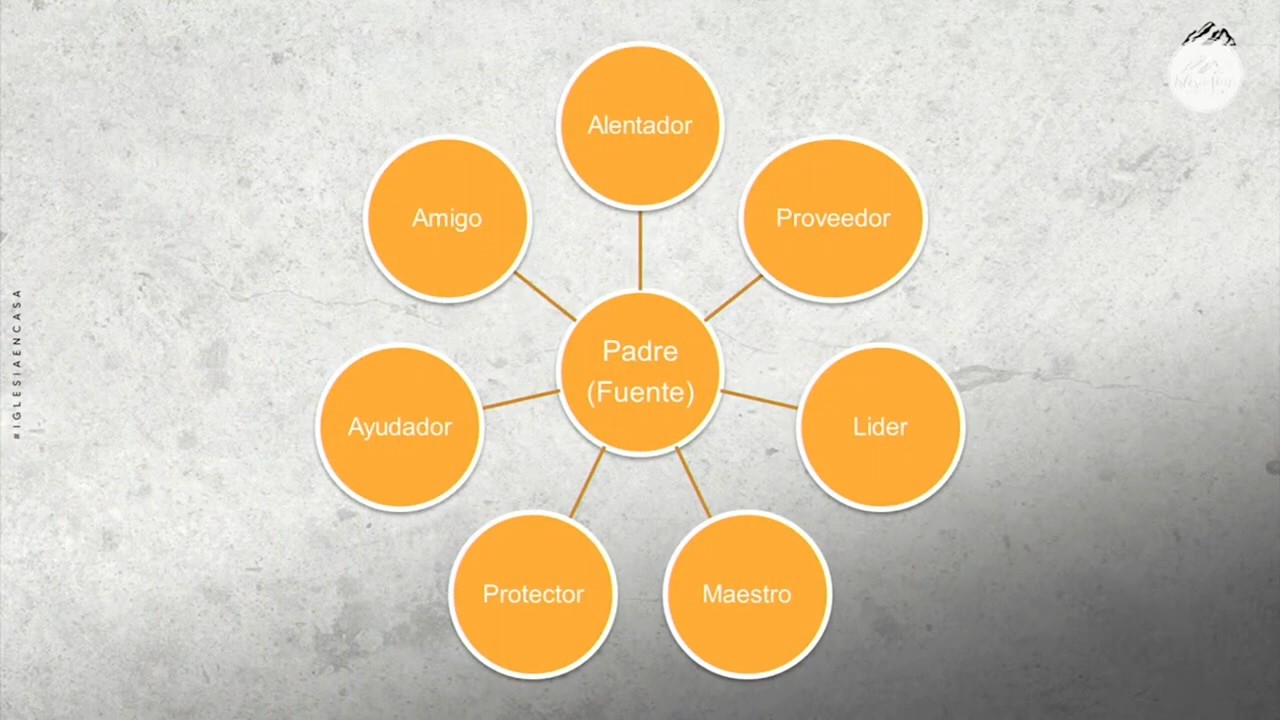 Alentador
Amigo
Proveedor
Padre
(Fuente)
Ayudador
Lider
Protector
Maestro
#IGLESIAENCASA